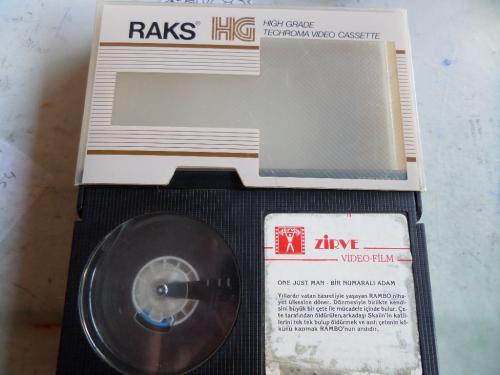 RAKS® HG HIGH GRADE
TECHROMA VIDEO CASSETTE
ZİRVE
VİDEO-FİLM
ONE JUST MAN - BİR NUMARALI ADAM
Yıllardır vatan hasretiyle yaşayan RAMBO niha-
yet ülkesine döner. Dönmesiyle birlikte kendi-
sini büyük bir çete ile mücadele içinde bulur. Çe-
te tarafından öldürülen, arkadaşı Skalin'in katil-
lerini tek tek bulup öldürmek ve asıl çetenin kö-
künü kazımak RAMBO'nun andıdır.